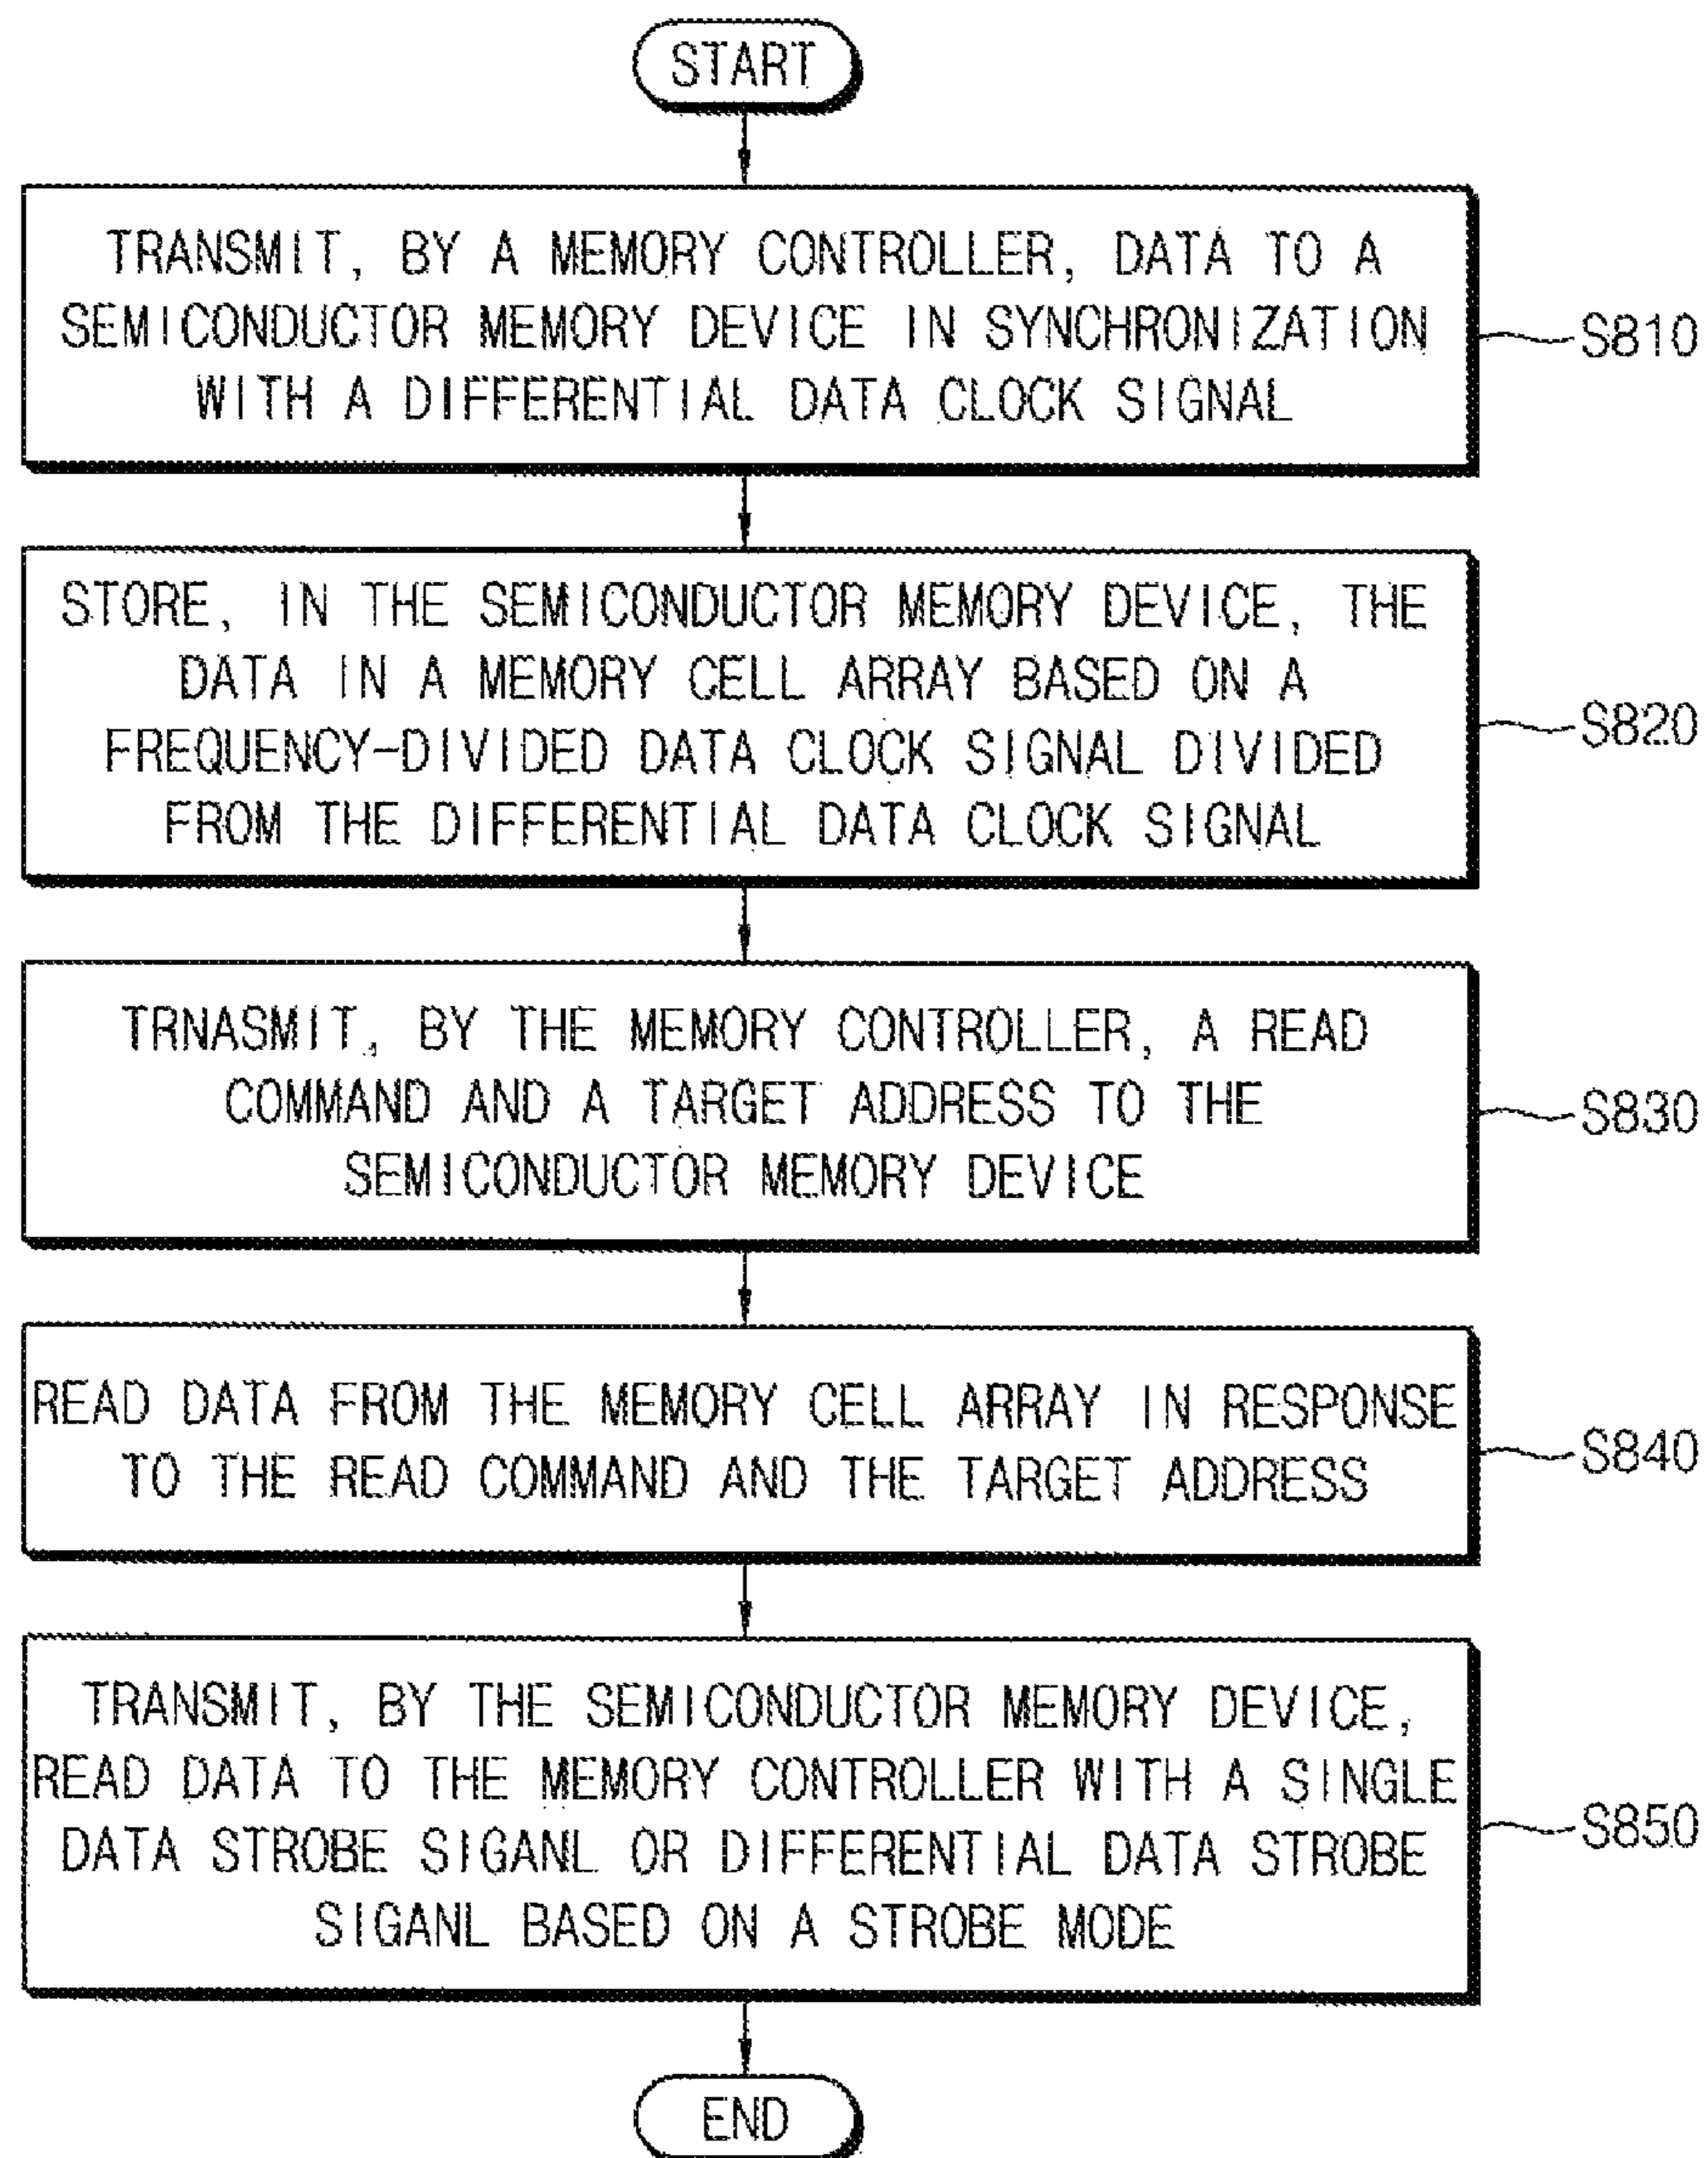 START
TRANSMIT, BY A MEMORY CONTROLLER, DATA TO A
SEMICONDUCTOR MEMORY DEVICE IN SYNCHRONIZATION
WITH A DIFFERENTIAL DATA CLOCK SIGNAL
S810
STORE, IN THE SEMICONDUCTOR MEMORY DEVICE, THE
DATA IN A MEMORY CELL ARRAY BASED ON A
FREQUENCY-DIVIDED DATA CLOCK SIGNAL DIVIDED
FROM THE DIFFERENTIAL DATA CLOCK SIGNAL
S820
TRNASMIT, BY THE MEMORY CONTROLLER, A READ
COMMAND AND A TARGET ADDRESS TO THE
SEMICONDUCTOR MEMORY DEVICE
S830
READ DATA FROM THE MEMORY CELL ARRAY IN RESPONSE
TO THE READ COMMAND AND THE TARGET ADDRESS
S840
TRANSMIT, BY THE SEMICONDUCTOR MEMORY DEVICE,
READ DATA TO THE MEMORY CONTROLLER WITH A SINGLE
DATA STROBE SIGANL OR DIFFERENTIAL DATA STROBE
SIGANL BASED ON A STROBE MODE
S850
END